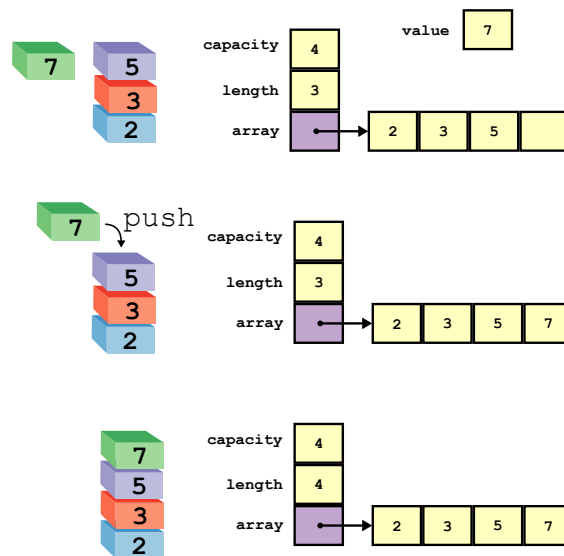 value 7
capacity 4
7 5
length 3
3
2
array 2 3 5
7 push
capacity 4
5
length 3
3
2
array 2 3 5 7
capacity 4
7
length 4
5
3
array 2 3 5 7
2